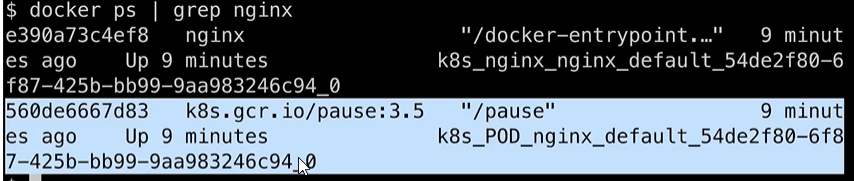 $ docker ps | grep nginx
e390a73c4ef8   nginx                  "/docker-entrypoint.…"   9 minut
es ago    Up 9 minutes              k8s_nginx_nginx_default_54de2f80-6
f87-425b-bb99-9aa983246c94_0
560de6667d83   k8s.gcr.io/pause:3.5   "/pause"                 9 minut
es ago    Up 9 minutes              k8s_POD_nginx_default_54de2f80-6f8
7-425b-bb99-9aa983246c94_0